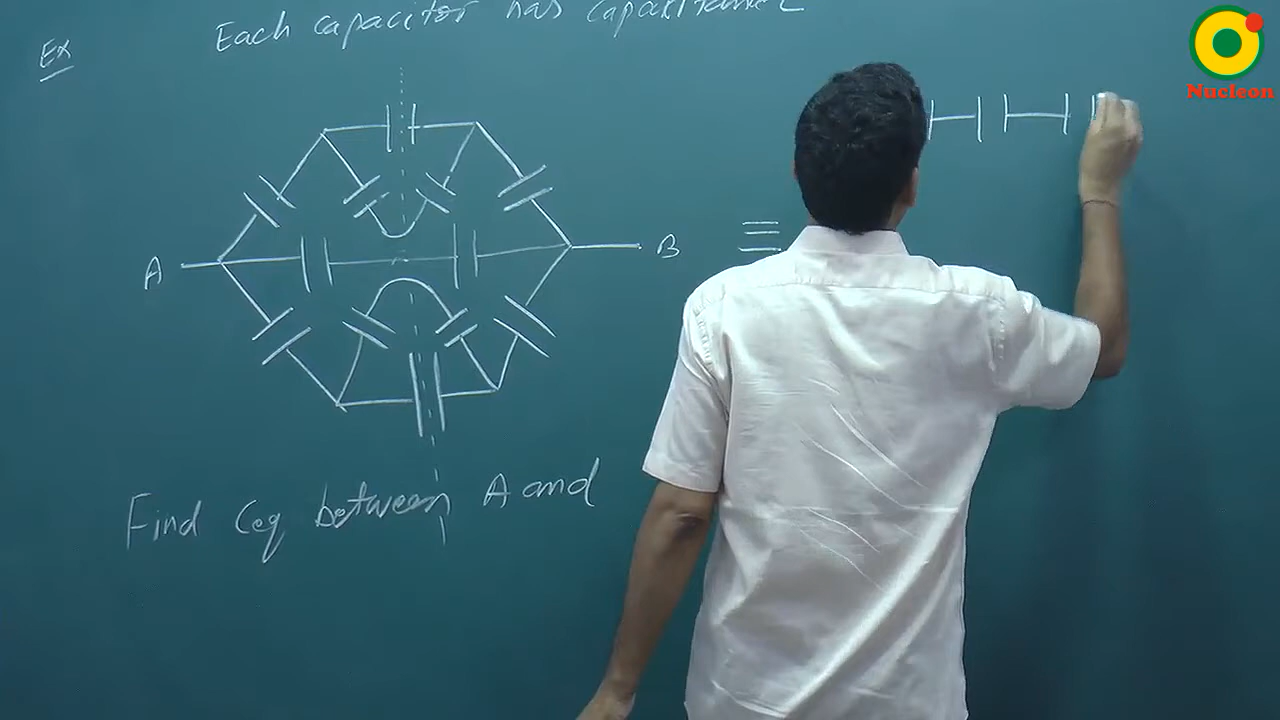 Each capacitor has capacitance
Ex
Nucleon
A
B
Find Ceq between A and